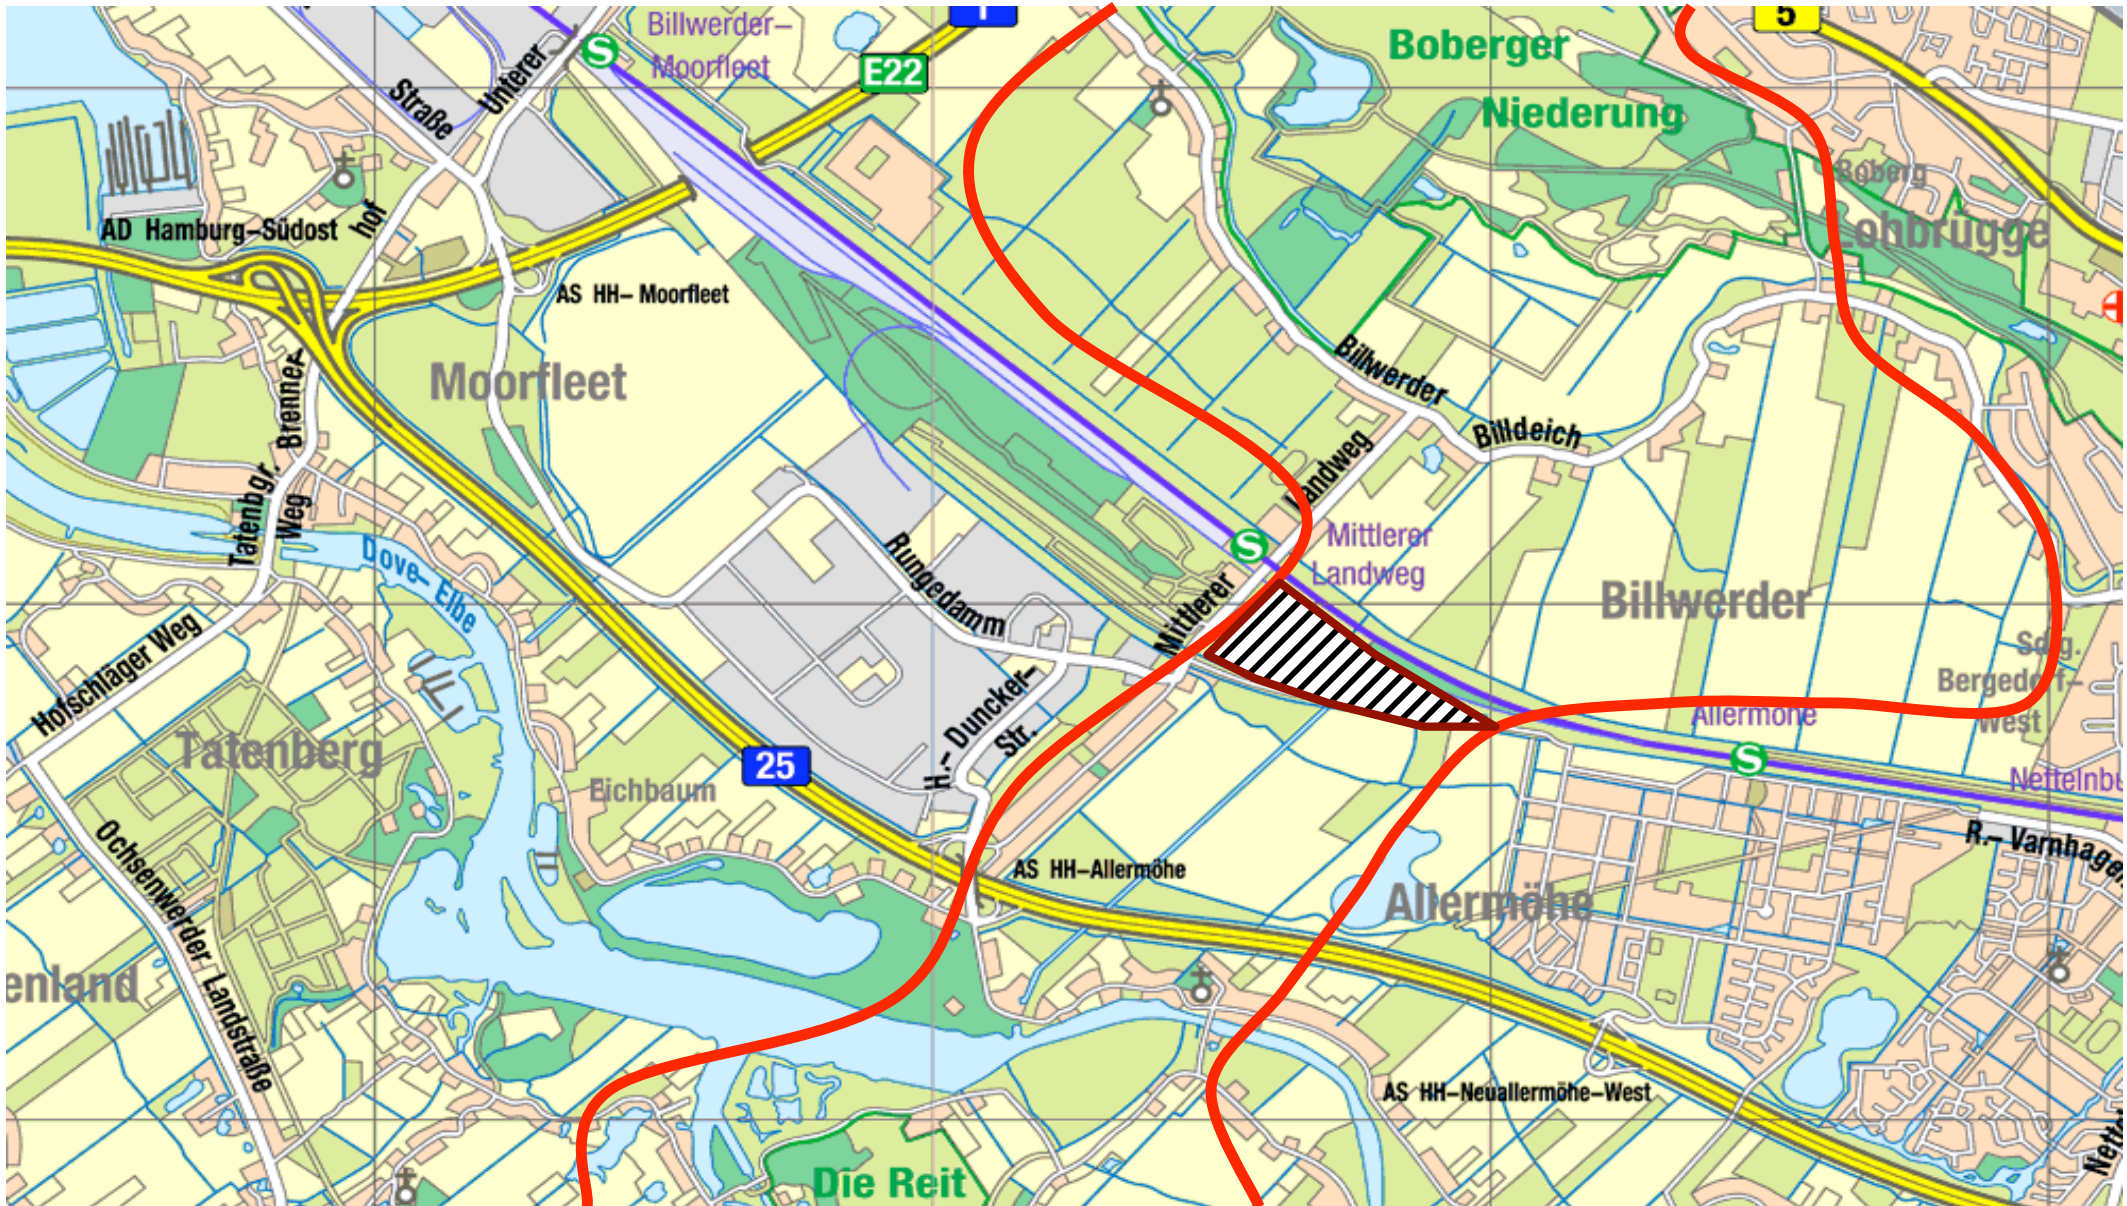 Billwerder–
Moorfleet
E22
5
Boberger
Niederung
Boberg
Lohbrügge
Straße
Unterer
hof
AD Hamburg–Südost
AS HH– Moorfleet
Moorfleet
Brenner-
Tatenbgr.
Weg
Dove– Elbe
Hofschläger Weg
Tatenberg
Ochsenwerder Landstraße
enland
Eichbaum
25
Rungedamm
H.– Duncker–
Str.
Mittlerer
Landweg
S
S
S
Mittlerer
Landweg
Billwerder
Billdeich
Billwerder
Sdlg.
Bergedorf–
West
Allermöhe
Nettelnbu
R.– Varnhagen
AS HH–Allermöhe
Allermöhe
AS HH–Neuallermöhe–West
Die Reit